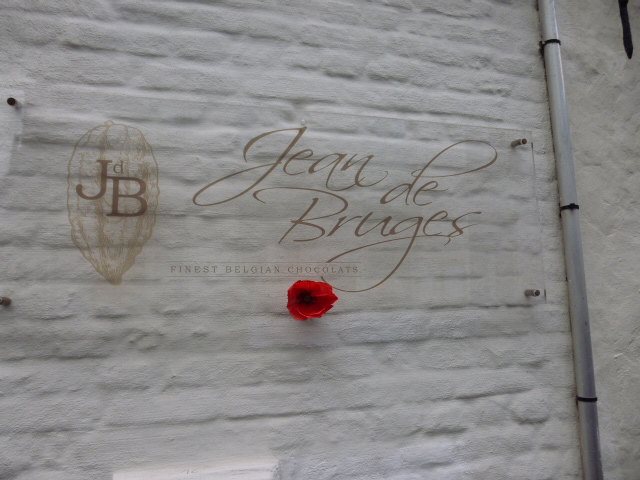 JdB
Jean de
Bruges
FINEST BELGIAN CHOCOLATS